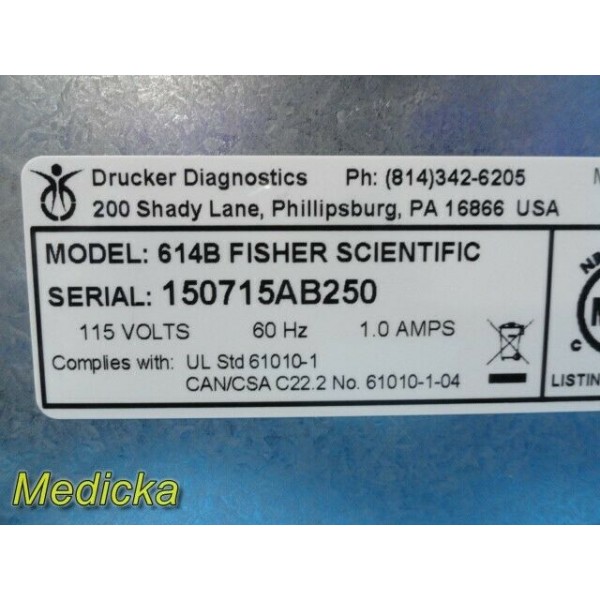 Drucker Diagnostics Ph: (814)342-6205
200 Shady Lane, Phillipsburg, PA 16866 USA
MODEL: 614B FISHER SCIENTIFIC
SERIAL: 150715AB250
115 VOLTS 60 Hz 1.0 AMPS
Complies with: UL Std 61010-1
CAN/CSA C22.2 No. 61010-1-04
C
LISTIN
Medicka